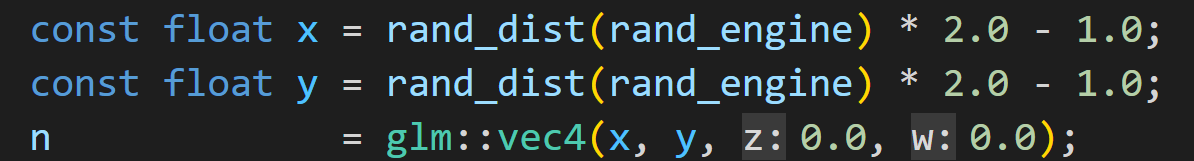 const float x = rand_dist(rand_engine) * 2.0 - 1.0;
const float y = rand_dist(rand_engine) * 2.0 - 1.0;
n             = glm::vec4(x, y, z: 0.0, w: 0.0);